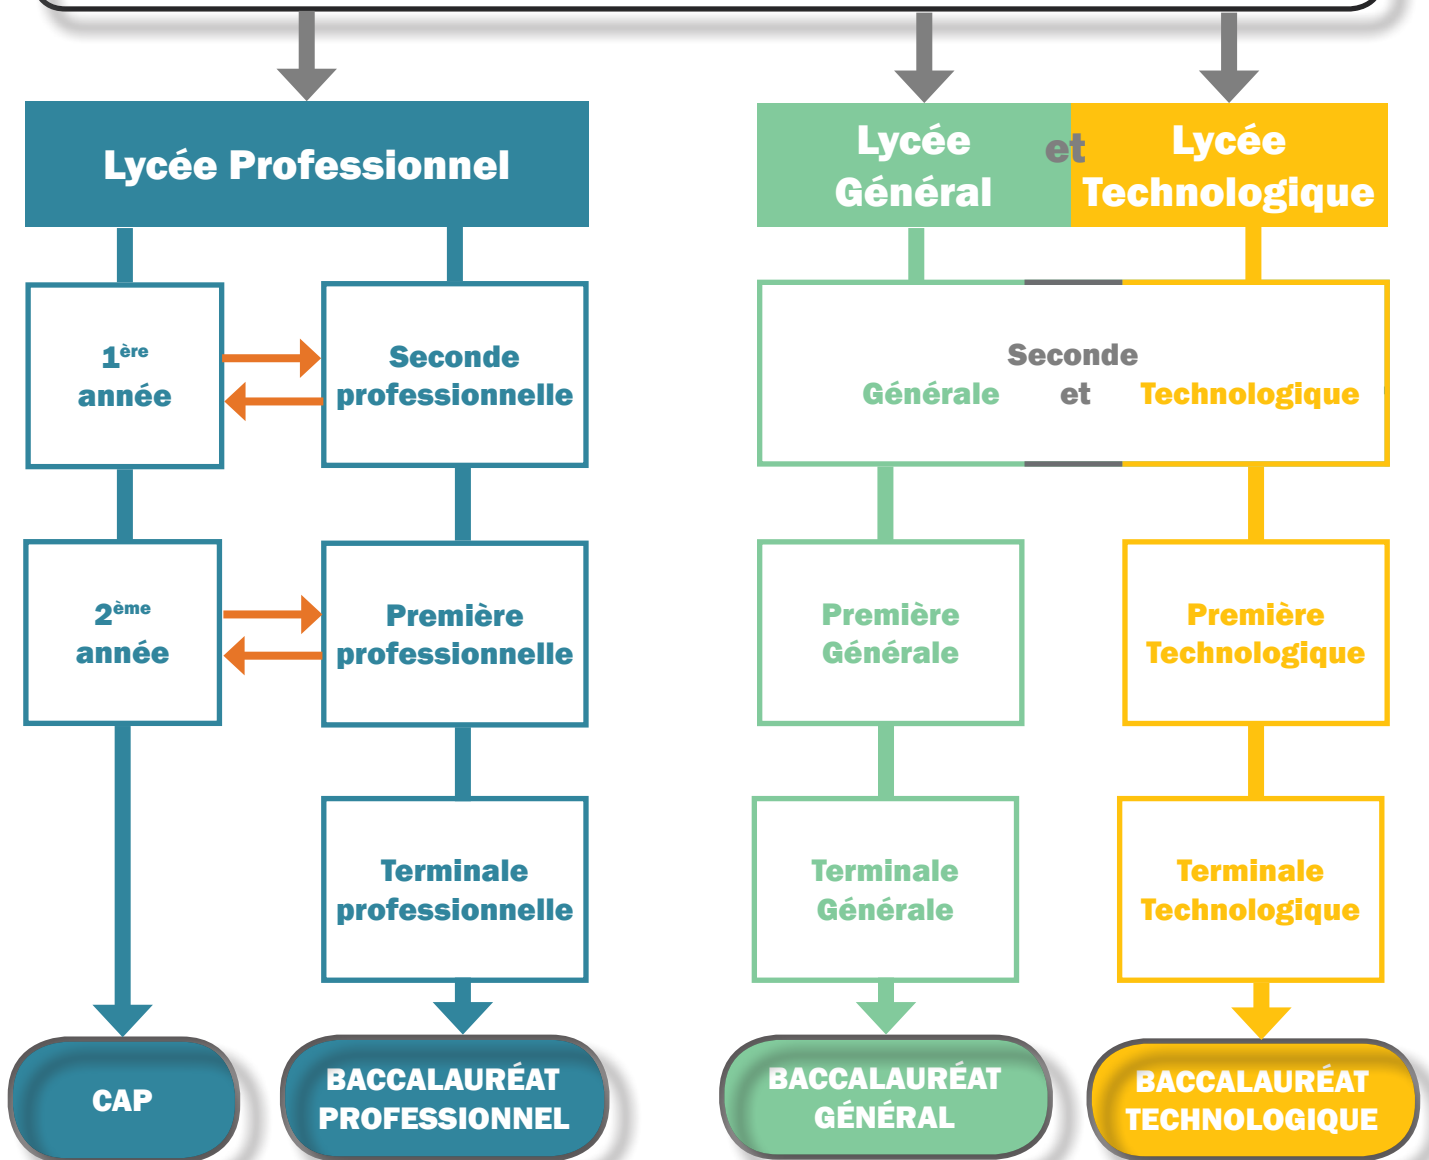 Lycée Professionnel
Lycée et Lycée
Général Technologique
1ère
année
Seconde
professionnelle
Seconde
Générale et Technologique
2ème
année
Première
professionnelle
Première
Générale
Première
Technologique
Terminale
professionnelle
Terminale
Générale
Terminale
Technologique
CAP
BACCALAURÉAT
PROFESSIONNEL
BACCALAURÉAT
GÉNÉRAL
BACCALAURÉAT
TECHNOLOGIQUE